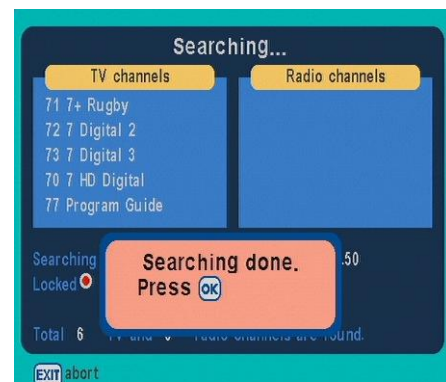 Searching...
TV channels
Radio channels
71 7+ Rugby
72 7 Digital 2
73 7 Digital 3
70 7 HD Digital
77 Program Guide
Searching
.50
Locked
Searching done.
Press OK
Total 6 TV and radio channels are found.
EXIT abort